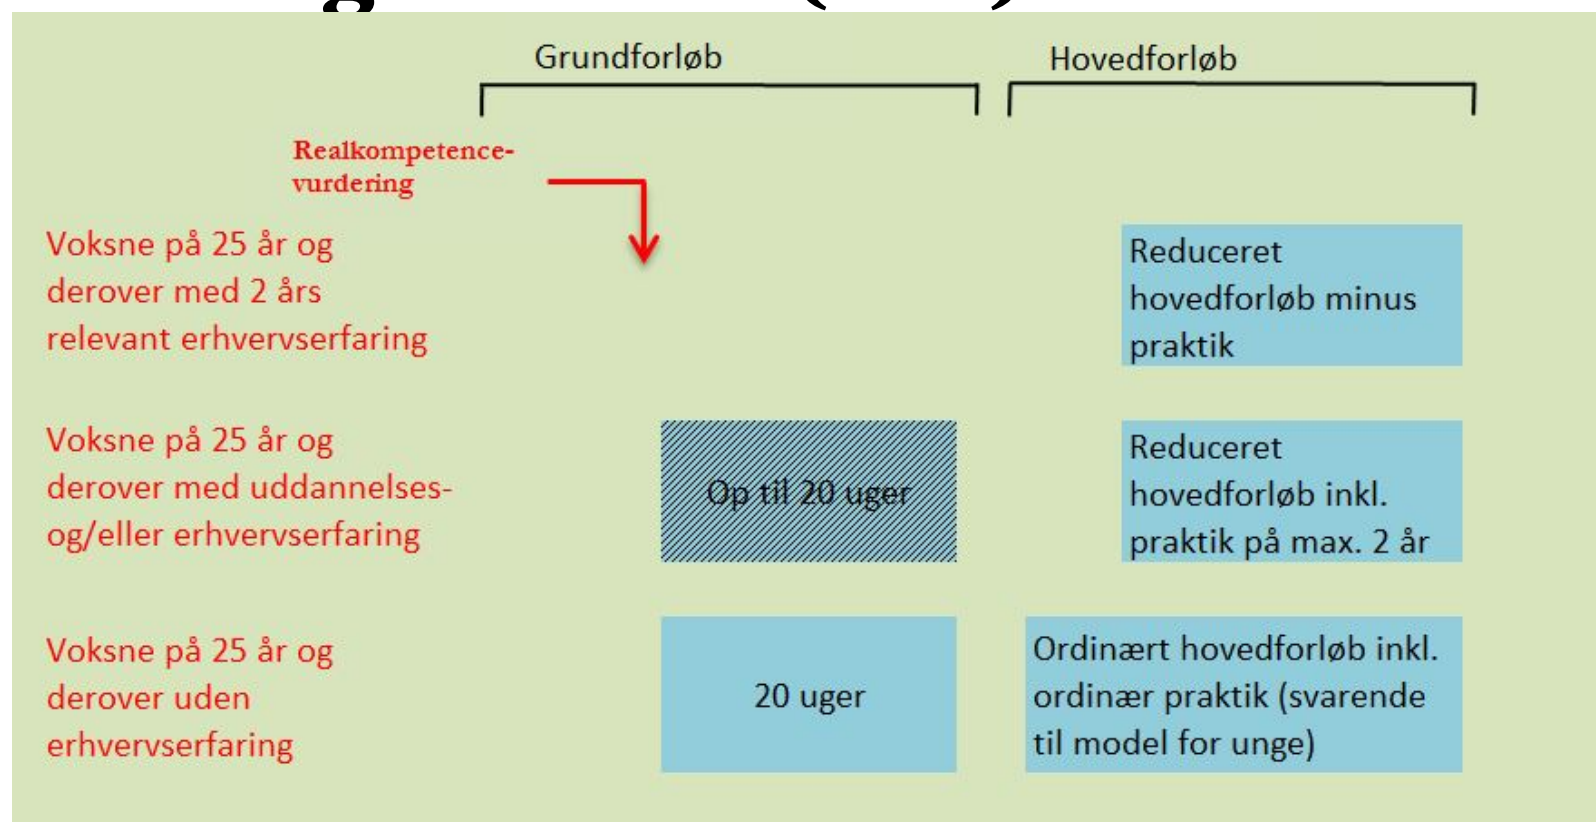 Grundforløb
Hovedforløb
Realkompetence-
vurdering
Voksne på 25 år og
derover med 2 års
relevant erhvervserfaring
Reduceret
hovedforløb minus
praktik
Voksne på 25 år og
derover med uddannelses-
og/eller erhvervserfaring
Op til 20 uger
Reduceret
hovedforløb inkl.
praktik på max. 2 år
Voksne på 25 år og
derover uden
erhvervserfaring
20 uger
Ordinært hovedforløb inkl.
ordinær praktik (svarende
til model for unge)